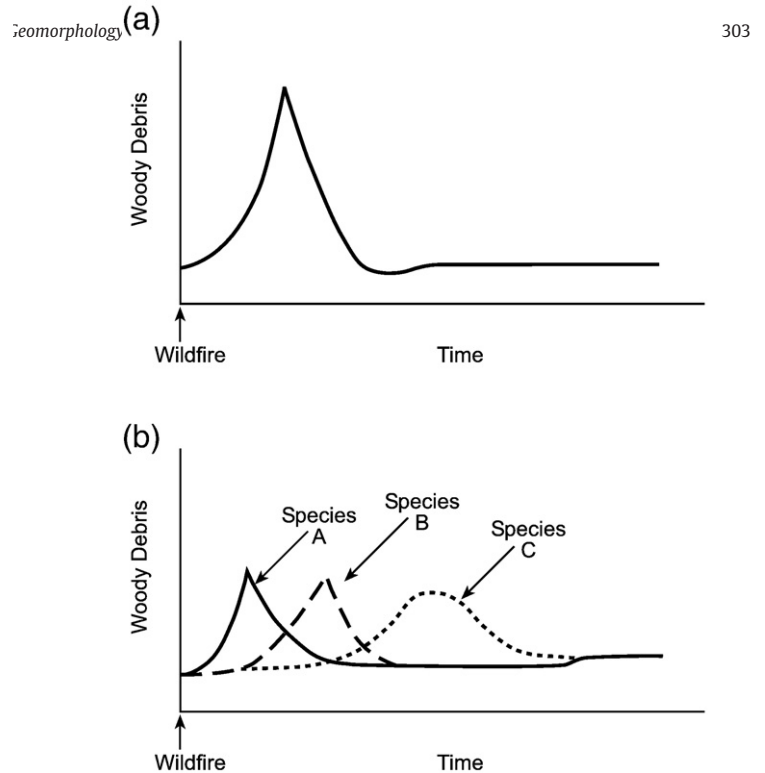 Geomorphology
303
(a)
Woody Debris
Wildfire
Time
(b)
Woody Debris
Species
A
Species
B
Species
C
Wildfire
Time